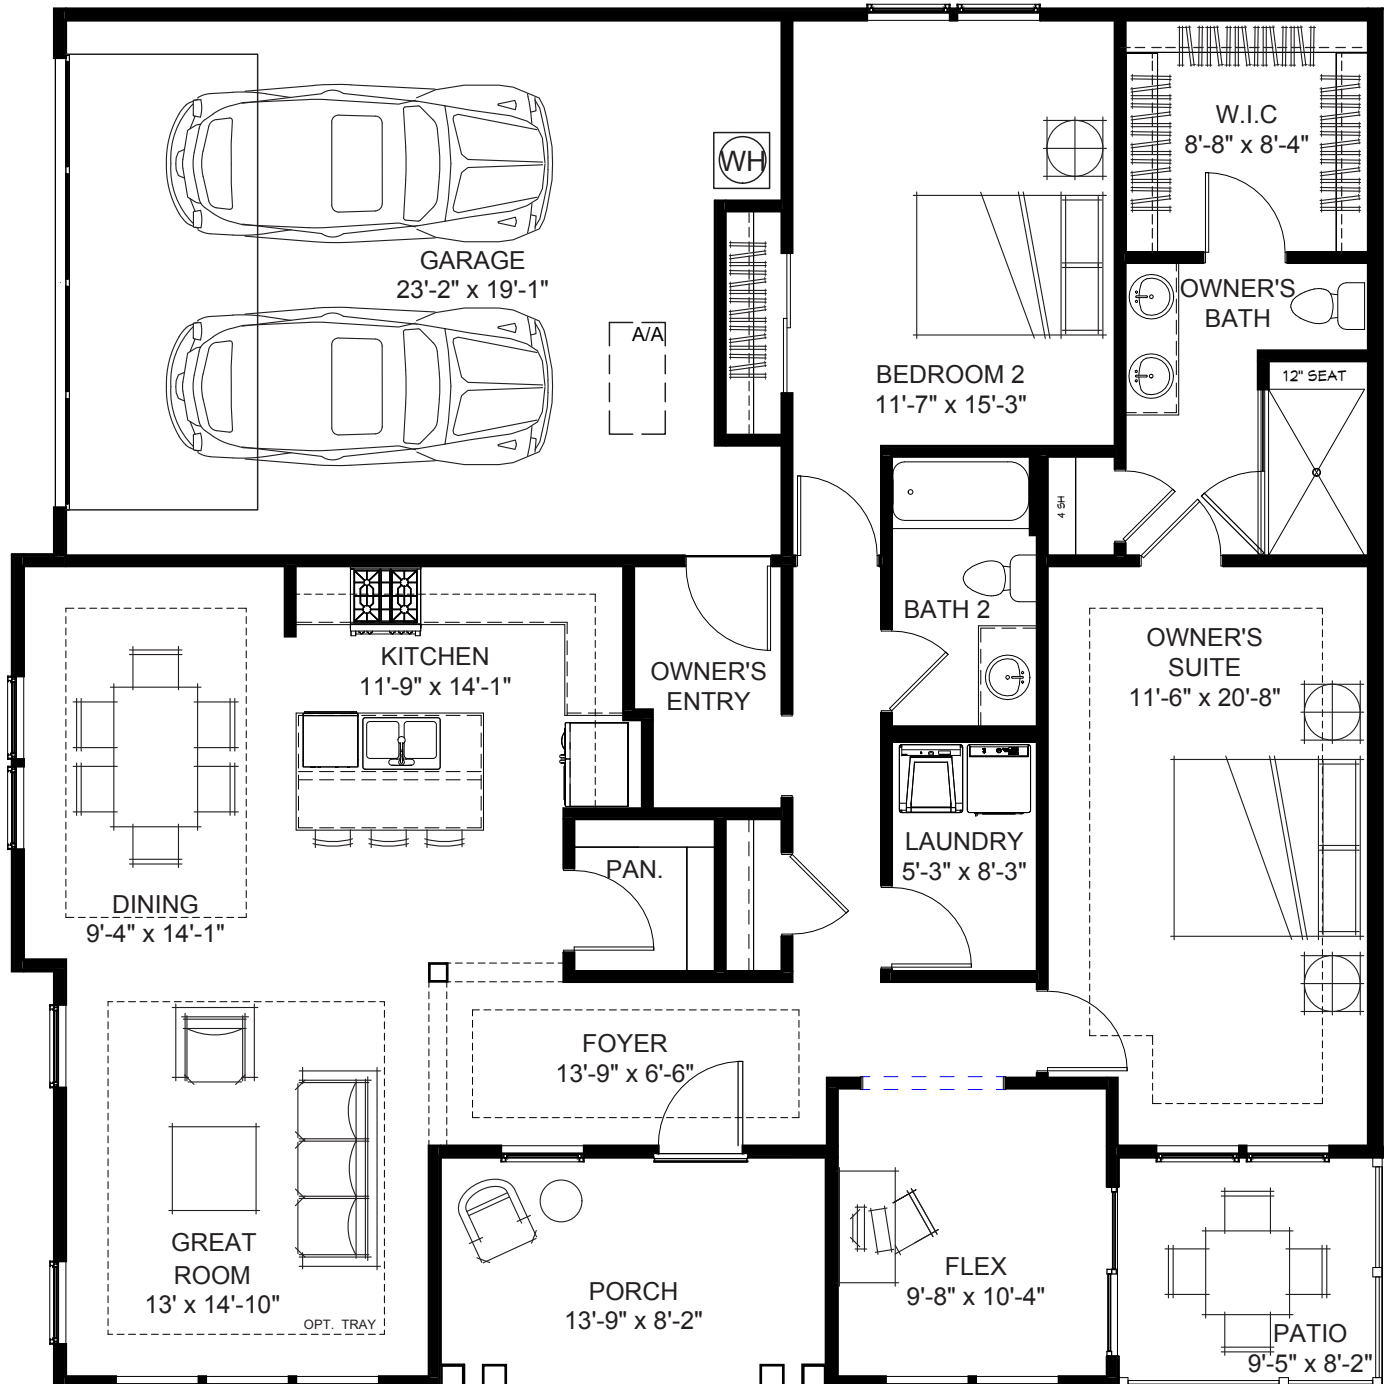 W.I.C
8'-8" x 8'-4"
WH
GARAGE
23'-2" x 19'-1"
OWNER'S
BATH
A/A
BEDROOM 2
11'-7" x 15'-3"
12" SEAT
4 SH
BATH 2
KITCHEN
11'-9" x 14'-1"
OWNER'S
ENTRY
OWNER'S
SUITE
11'-6" x 20'-8"
LAUNDRY
5'-3" x 8'-3"
PAN.
DINING
9'-4" x 14'-1"
FOYER
13'-9" x 6'-6"
GREAT
ROOM
13' x 14'-10"
OPT. TRAY
PORCH
13'-9" x 8'-2"
FLEX
9'-8" x 10'-4"
PATIO
9'-5" x 8'-2"